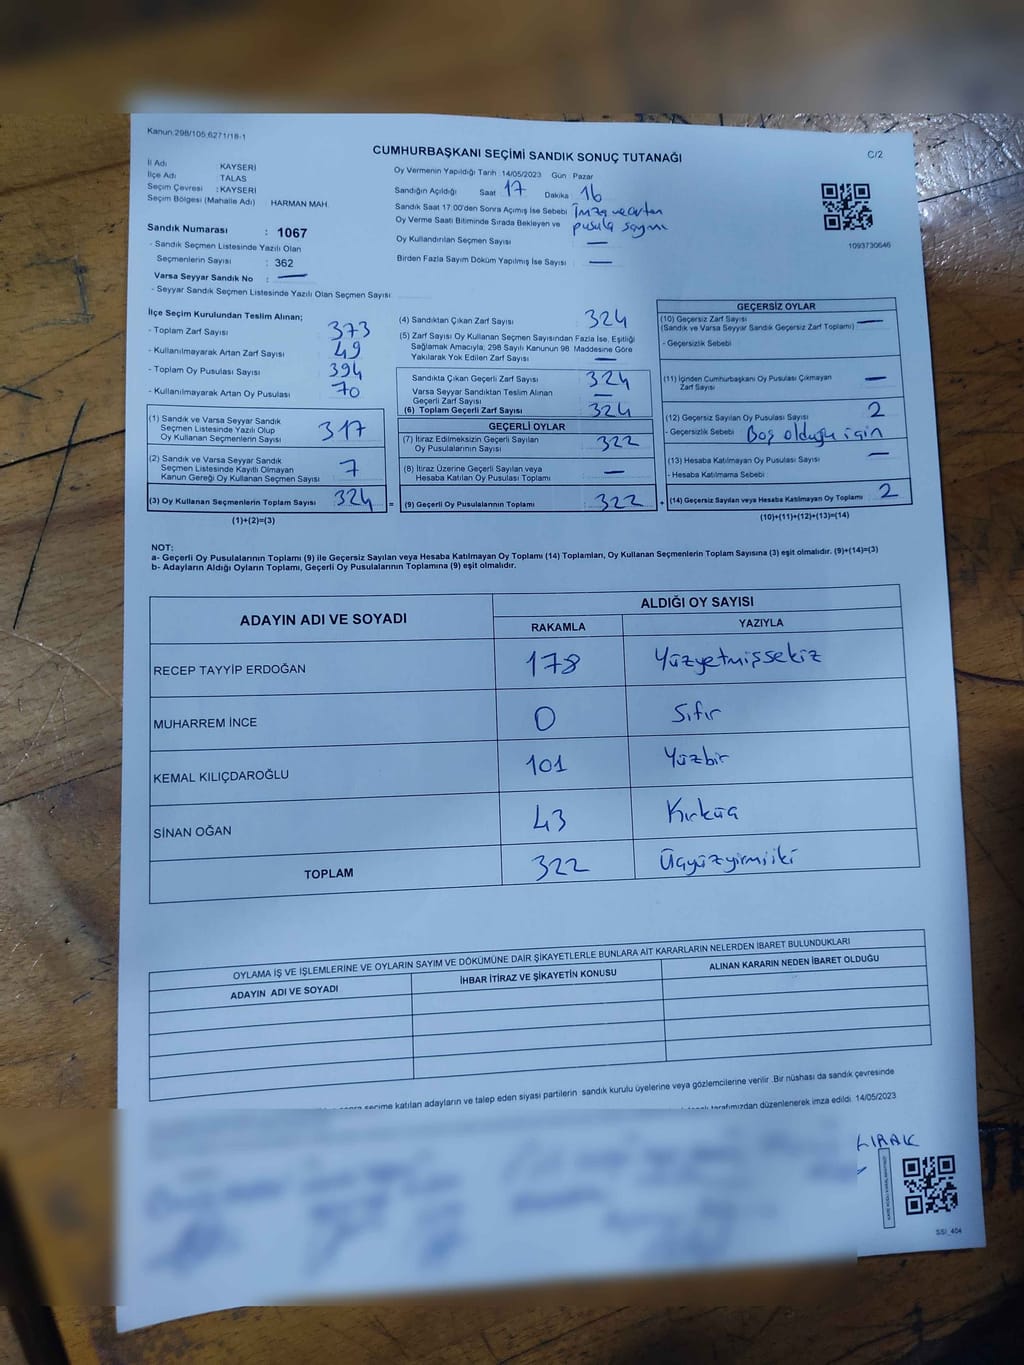 Kanun:298/105;6271/18-1
CUMHURBAŞKANI SEÇİMİ SANDIK SONUÇ TUTANAĞI
C/2
İl Adı KAYSERİ
İlçe Adı TALAS
Seçim Çevresi : KAYSERİ
Seçim Bölgesi (Mahalle Adı) HARMAN MAH.
Oy Vermenin Yapıldığı Tarih :14/05/2023 Gün : Pazar
Sandığın Açıldığı Saat 17 Dakika 16
Sandık Saat 17:00'den Sonra Açımış İse Sebebi İmza ve artan
Oy Verme Saati Bitiminde Sırada Bekleyen ve pusula sayımı
Oy Kullandırılan Seçmen Sayısı —
Birden Fazla Sayım Döküm Yapılmış İse Sayısı —
1093730646
Sandık Numarası : 1067
- Sandık Seçmen Listesinde Yazılı Olan
Seçmenlerin Sayısı : 362
Varsa Seyyar Sandık No : —
- Seyyar Sandık Seçmen Listesinde Yazılı Olan Seçmen Sayısı
İlçe Seçim Kurulundan Teslim Alınan;
- Toplam Zarf Sayısı 373
- Kullanılmayarak Artan Zarf Sayısı 49
- Toplam Oy Pusulası Sayısı 394
- Kullanılmayarak Artan Oy Pusulası 70
(1) Sandık ve Varsa Seyyar Sandık
Seçmen Listesinde Yazılı Olup
Oy Kullanan Seçmenlerin Sayısı 317
(2) Sandık ve Varsa Seyyar Sandık
Seçmen Listesinde Kayıtlı Olmayan
Kanun Gereği Oy Kullanan Seçmen Sayısı 7
(3) Oy Kullanan Seçmenlerin Toplam Sayısı 324 =
(1)+(2)=(3)
(4) Sandıktan Çıkan Zarf Sayısı 324
(5) Zarf Sayısı Oy Kullanan Seçmen Sayısından Fazla İse, Eşitliği
Sağlamak Amacıyla; 298 Sayılı Kanunun 98. Maddesine Göre
Yakılarak Yok Edilen Zarf Sayısı —
Sandıkta Çıkan Geçerli Zarf Sayısı 324
Varsa Seyyar Sandıktan Teslim Alınan
Geçerli Zarf Sayısı —
(6) Toplam Geçerli Zarf Sayısı 324
GEÇERLİ OYLAR
(7) İtiraz Edilmeksizin Geçerli Sayılan
Oy Pusulalarının Sayısı 322
(8) İtiraz Üzerine Geçerli Sayılan veya
Hesaba Katılan Oy Pusulası Toplamı —
(9) Geçerli Oy Pusulalarının Toplamı 322 +
GEÇERSİZ OYLAR
(10) Geçersiz Zarf Sayısı —
(Sandık ve Varsa Seyyar Sandık Geçersiz Zarf Toplamı)
- Geçersizlik Sebebi
(11) İçinden Cumhurbaşkanı Oy Pusulası Çıkmayan
Zarf Sayısı —
(12) Geçersiz Sayılan Oy Pusulası Sayısı 2
- Geçersizlik Sebebi Boş olduğu için
(13) Hesaba Katılmayan Oy Pusulası Sayısı —
- Hesaba Katılmama Sebebi
(14) Geçersiz Sayılan veya Hesaba Katılmayan Oy Toplamı 2
(10)+(11)+(12)+(13)=(14)
NOT:
a- Geçerli Oy Pusulalarının Toplamı (9) ile Geçersiz Sayılan veya Hesaba Katılmayan Oy Toplamı (14) Toplamları, Oy Kullanan Seçmenlerin Toplam Sayısına (3) eşit olmalıdır. (9)+(14)=(3)
b- Adayların Aldığı Oyların Toplamı, Geçerli Oy Pusulalarının Toplamına (9) eşit olmalıdır.
ADAYIN ADI VE SOYADI ALDIĞI OY SAYISI
RAKAMLA YAZIYLA
RECEP TAYYİP ERDOĞAN 178 Yüzyetmişsekiz
MUHARREM İNCE 0 Sıfır
KEMAL KILIÇDAROĞLU 101 Yüzbir
SİNAN OĞAN 43 Kırküç
TOPLAM 322 Üçyüzyirmiiki
OYLAMA İŞ VE İŞLEMLERİNE VE OYLARIN SAYIM VE DÖKÜMÜNE DAİR ŞİKAYETLERLE BUNLARA AİT KARARLARIN NELERDEN İBARET BULUNDUKLARI
ADAYIN ADI VE SOYADI İHBAR İTİRAZ VE ŞİKAYETİN KONUSU ALINAN KARARIN NEDEN İBARET OLDUĞU
seçime katılan adayların ve talep eden siyasi partilerin sandık kurulu üyelerine veya gözlemcilerine verilir. Bir nüshası da sandık çevresinde
tarafımızdan düzenlenerek imza edildi. 14/05/2023
SSI_404